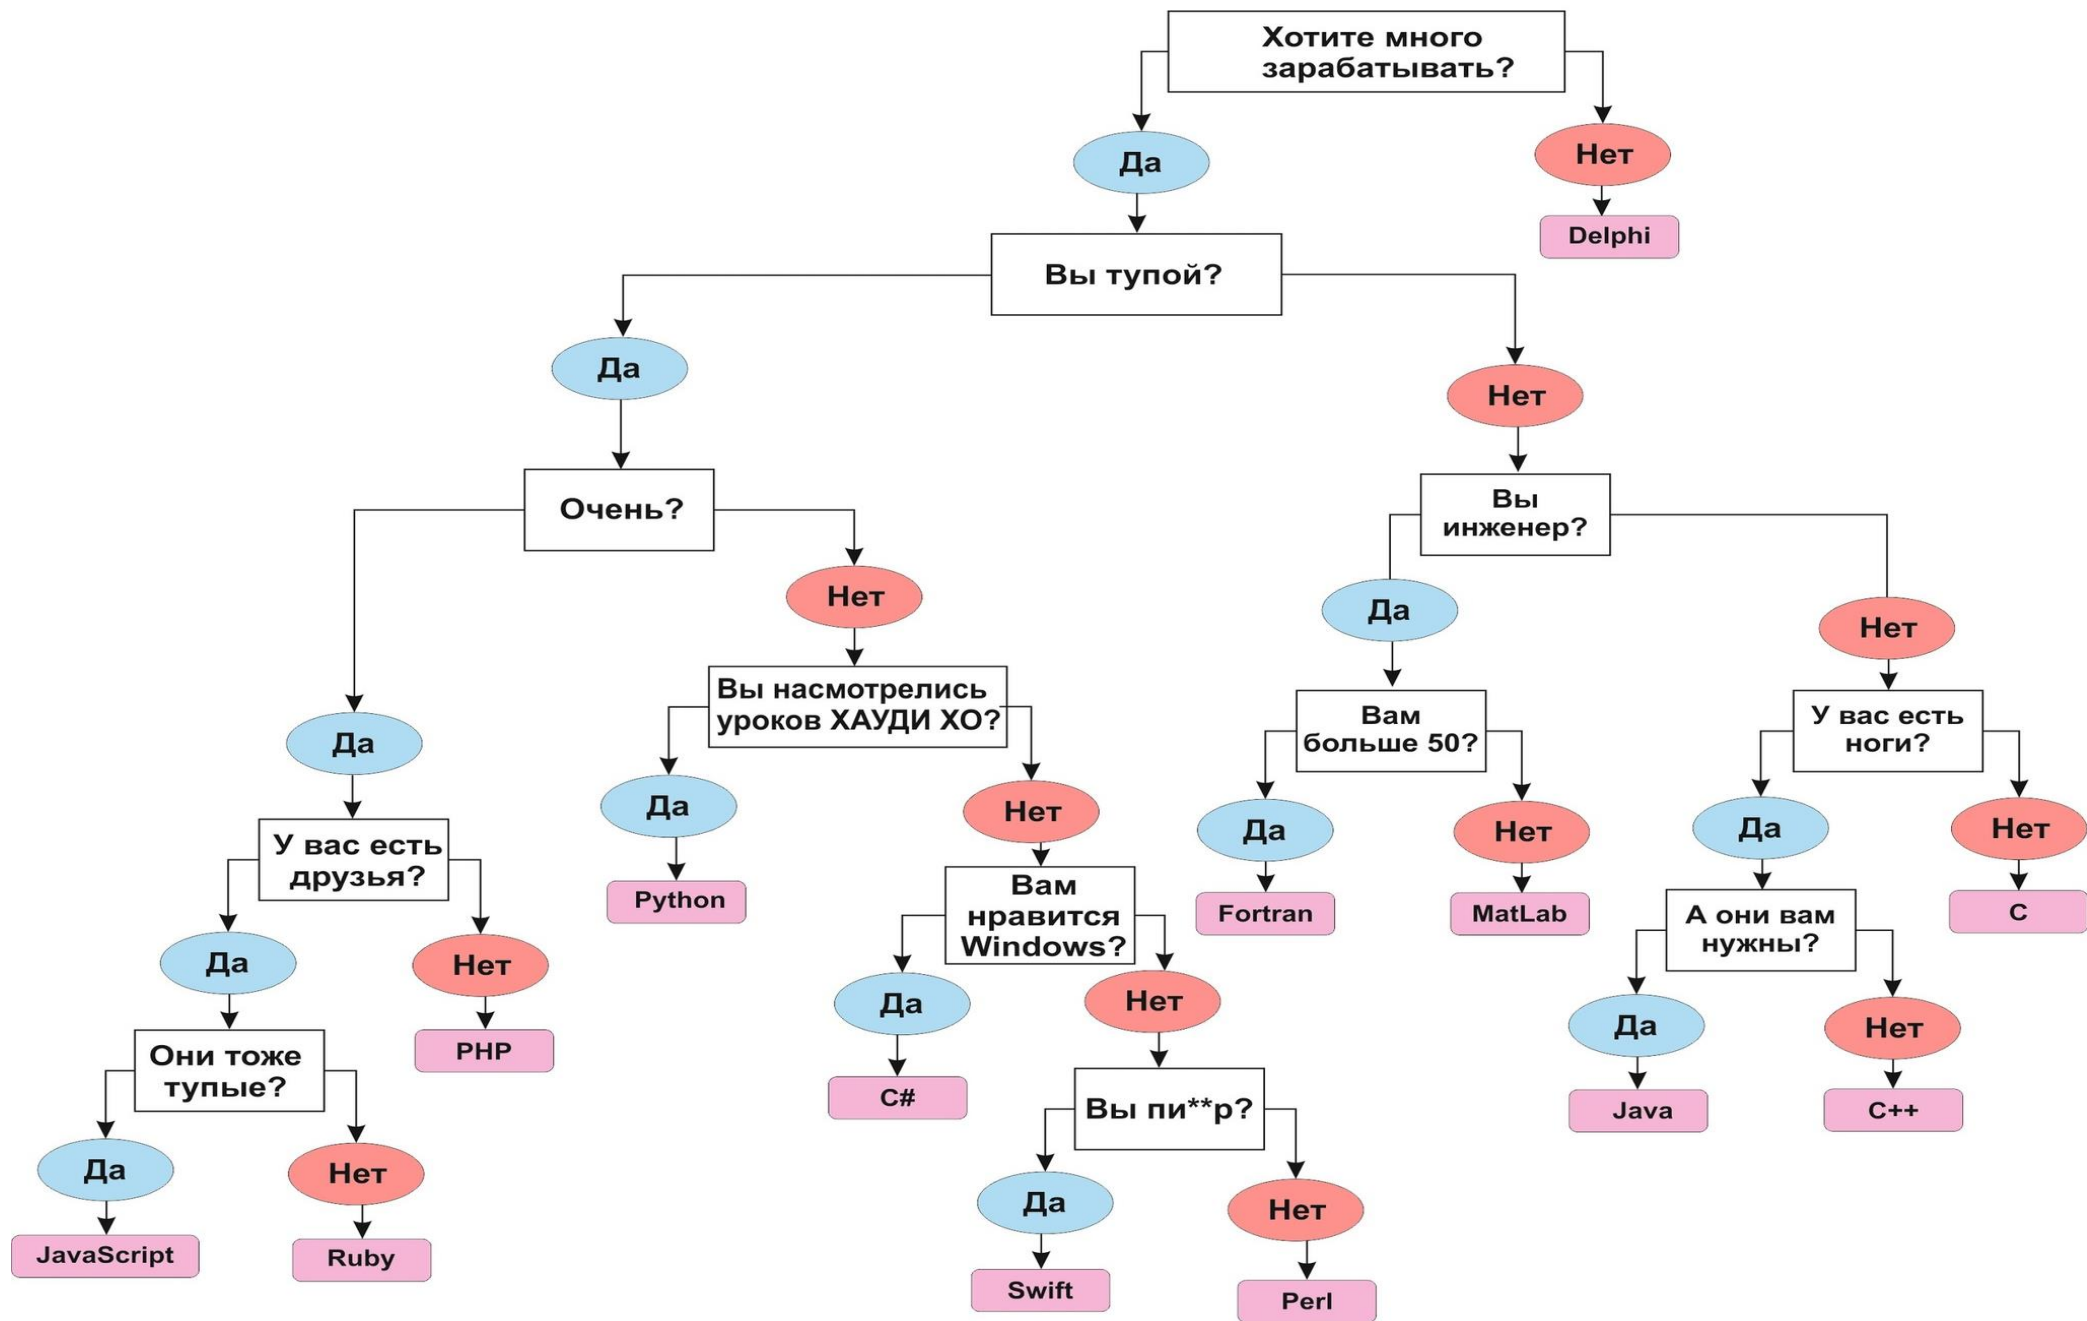 Хотите много
зарабатывать?
Да
Нет
Delphi
Вы тупой?
Да
Нет
Очень?
Вы
инженер?
Нет
Да
Нет
Вы насмотрелись
уроков ХАУДИ ХО?
Вам
больше 50?
У вас есть
ноги?
Да
Да
Нет
Да
Нет
Да
Нет
У вас есть
друзья?
Python
Вам
нравится
Windows?
Fortran
MatLab
А они вам
нужны?
C
Да
Нет
Да
Нет
Да
Нет
Они тоже
тупые?
PHP
C#
Вы пи**р?
Java
C++
Да
Нет
Да
Нет
JavaScript
Ruby
Swift
Perl